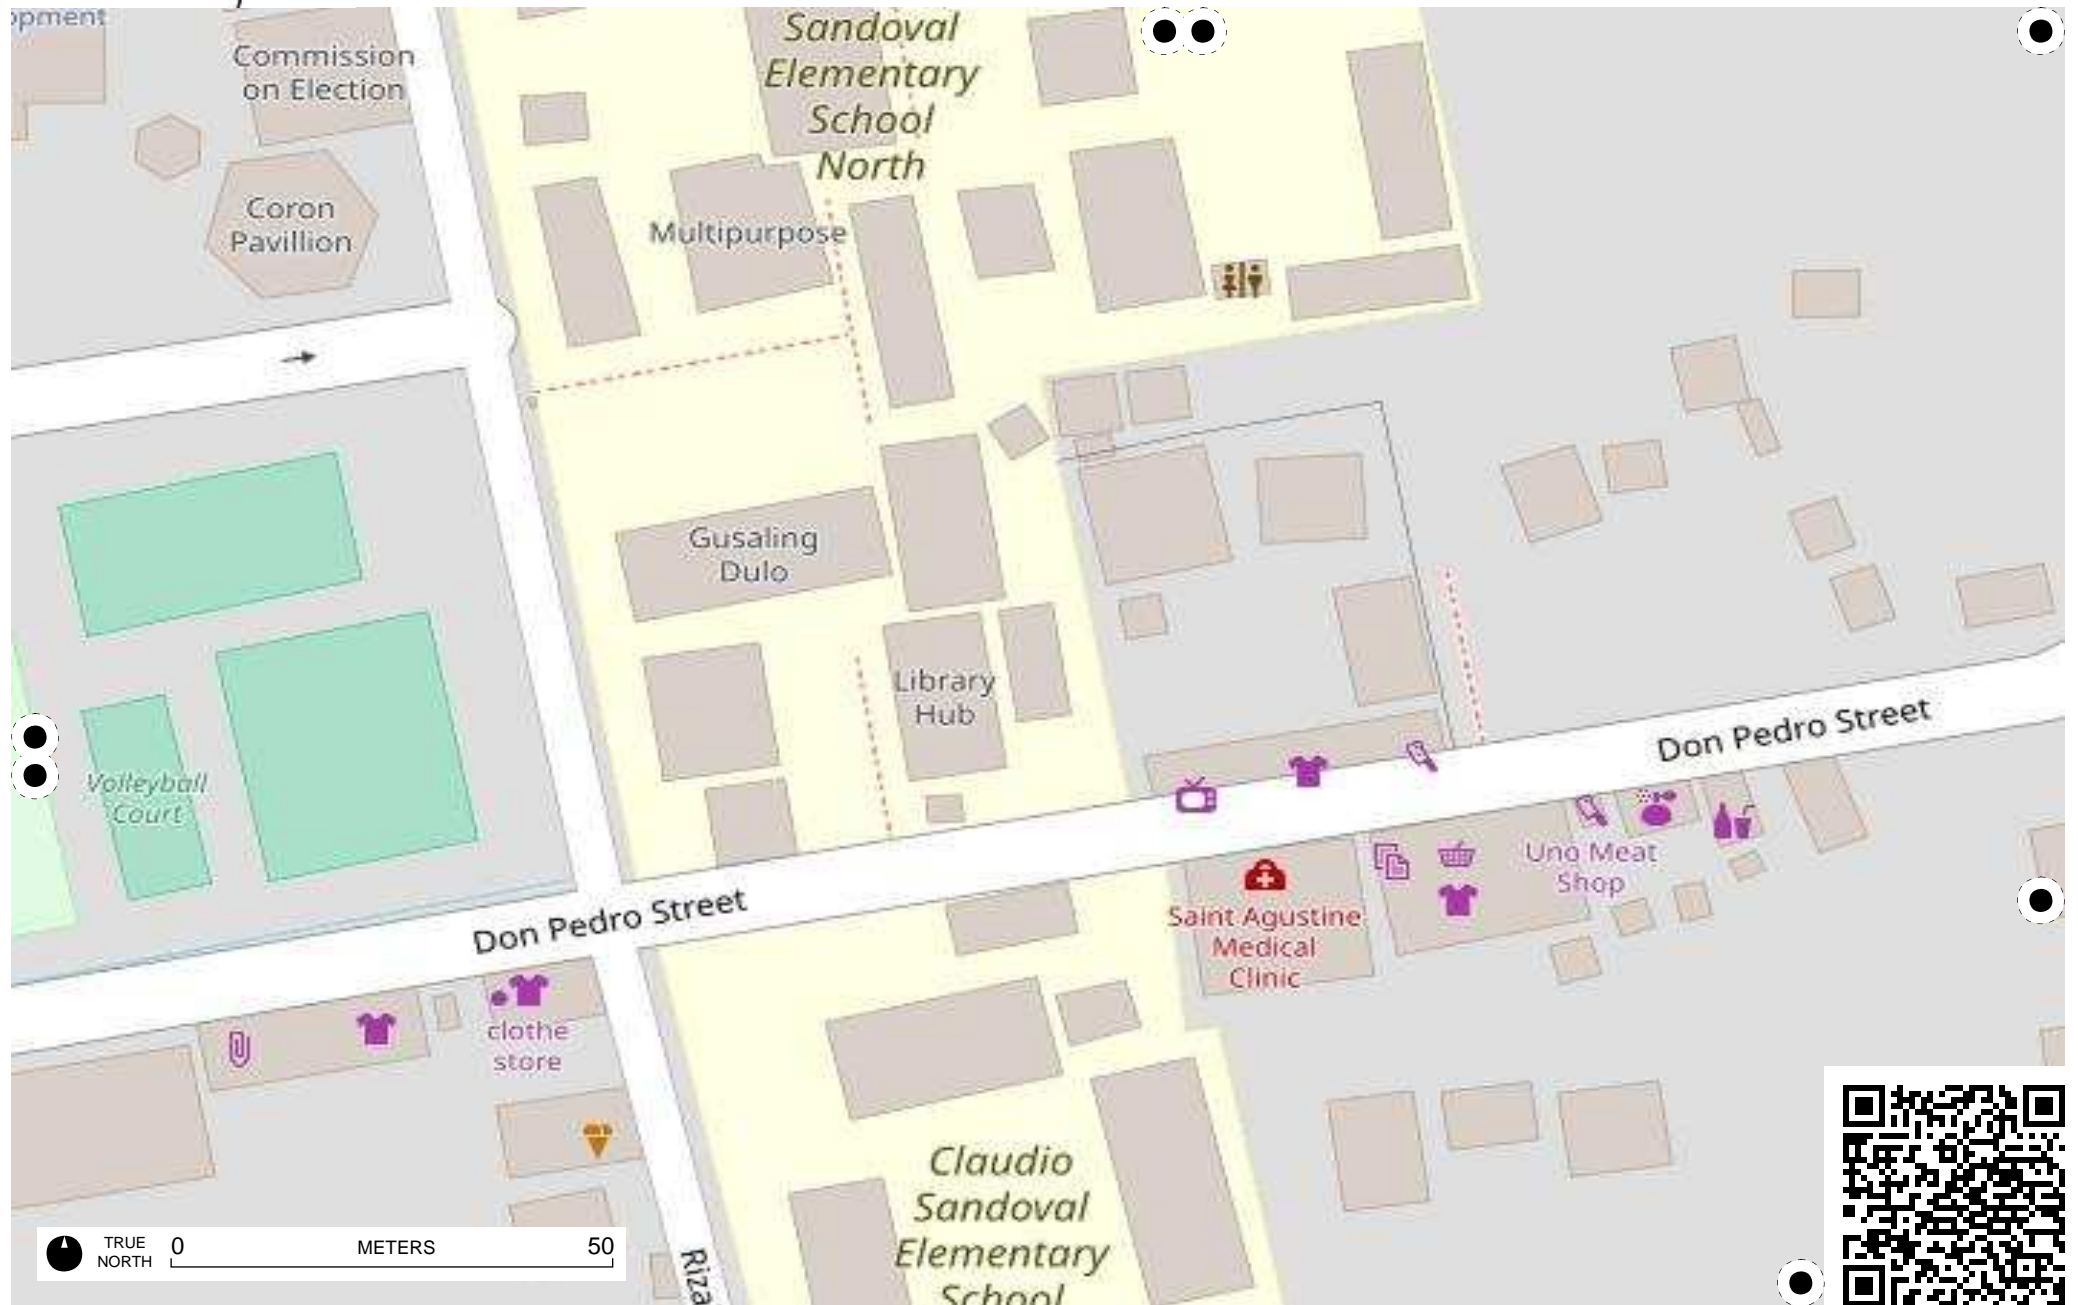 opment
Commission
on Election
Sandoval
Elementary
School
North
Coron
Pavillion
Multipurpose
Gusaling
Dulo
Library
Hub
Volleyball
Court
Don Pedro Street
Don Pedro Street
Uno Meat
Shop
Saint Agustine
Medical
Clinic
clothe
store
Claudio
Sandoval
Elementary
School
Riza
TRUE
NORTH
0 METERS 50